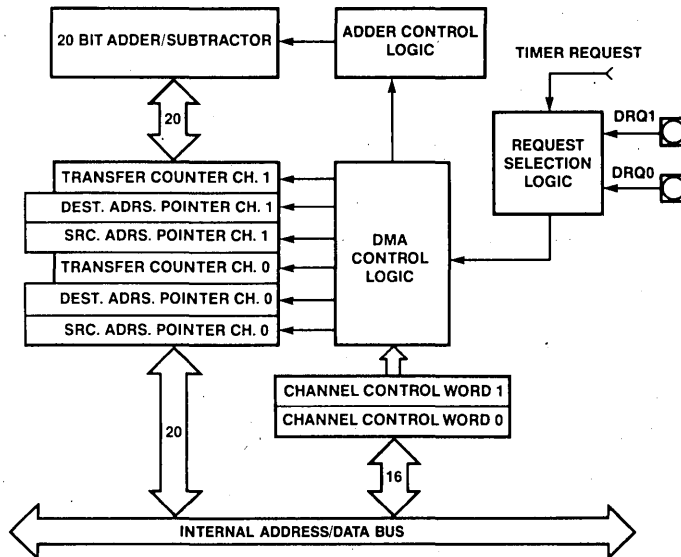 20 BIT ADDER/SUBTRACTOR
ADDER CONTROL
LOGIC
TIMER REQUEST
20
DRQ1
REQUEST
SELECTION
LOGIC
DRQ0
TRANSFER COUNTER CH. 1
DEST. ADRS. POINTER CH. 1
SRC. ADRS. POINTER CH. 1
TRANSFER COUNTER CH. 0
DEST. ADRS. POINTER CH. 0
SRC. ADRS. POINTER CH. 0
DMA
CONTROL
LOGIC
CHANNEL CONTROL WORD 1
CHANNEL CONTROL WORD 0
20
16
INTERNAL ADDRESS/DATA BUS